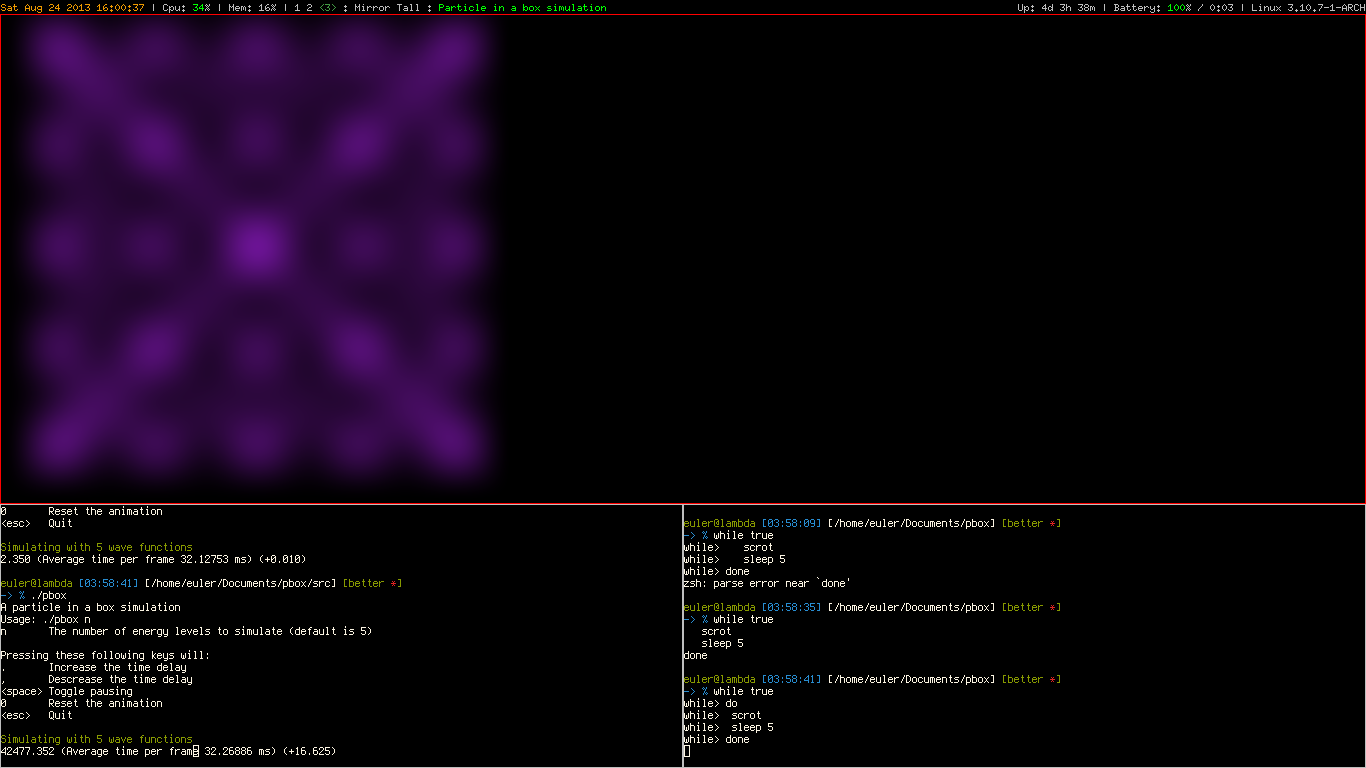 Sat Aug 24 2013 16:00:37 | Cpu: 34% | Mem: 16% | 1 2 <3> : Mirror Tall : Particle in a box simulation
Up: 4d 3h 38m | Battery: 100% / 0:03 | Linux 3.10.7-1-ARCH
0      Reset the animation
<esc>  Quit
Simulating with 5 wave functions
2.350 (Average time per frame 32.12753 ms) (+0.010)
euler@lambda [03:58:41] [/home/euler/Documents/pbox/src] [better *]
-> % ./pbox
A particle in a box simulation
Usage: ./pbox n
n      The number of energy levels to simulate (default is 5)
Pressing these following keys will:
.      Increase the time delay
,      Descrease the time delay
<space> Toggle pausing
0      Reset the animation
<esc>  Quit
Simulating with 5 wave functions
42477.352 (Average time per frame 32.26886 ms) (+16.625)
euler@lambda [03:58:09] [/home/euler/Documents/pbox] [better *]
-> % while true
while>    scrot
while>    sleep 5
while> done
zsh: parse error near `done'
euler@lambda [03:58:35] [/home/euler/Documents/pbox] [better *]
-> % while true
   scrot
   sleep 5
done
euler@lambda [03:58:41] [/home/euler/Documents/pbox] [better *]
-> % while true
while> do
while>  scrot
while>  sleep 5
while> done